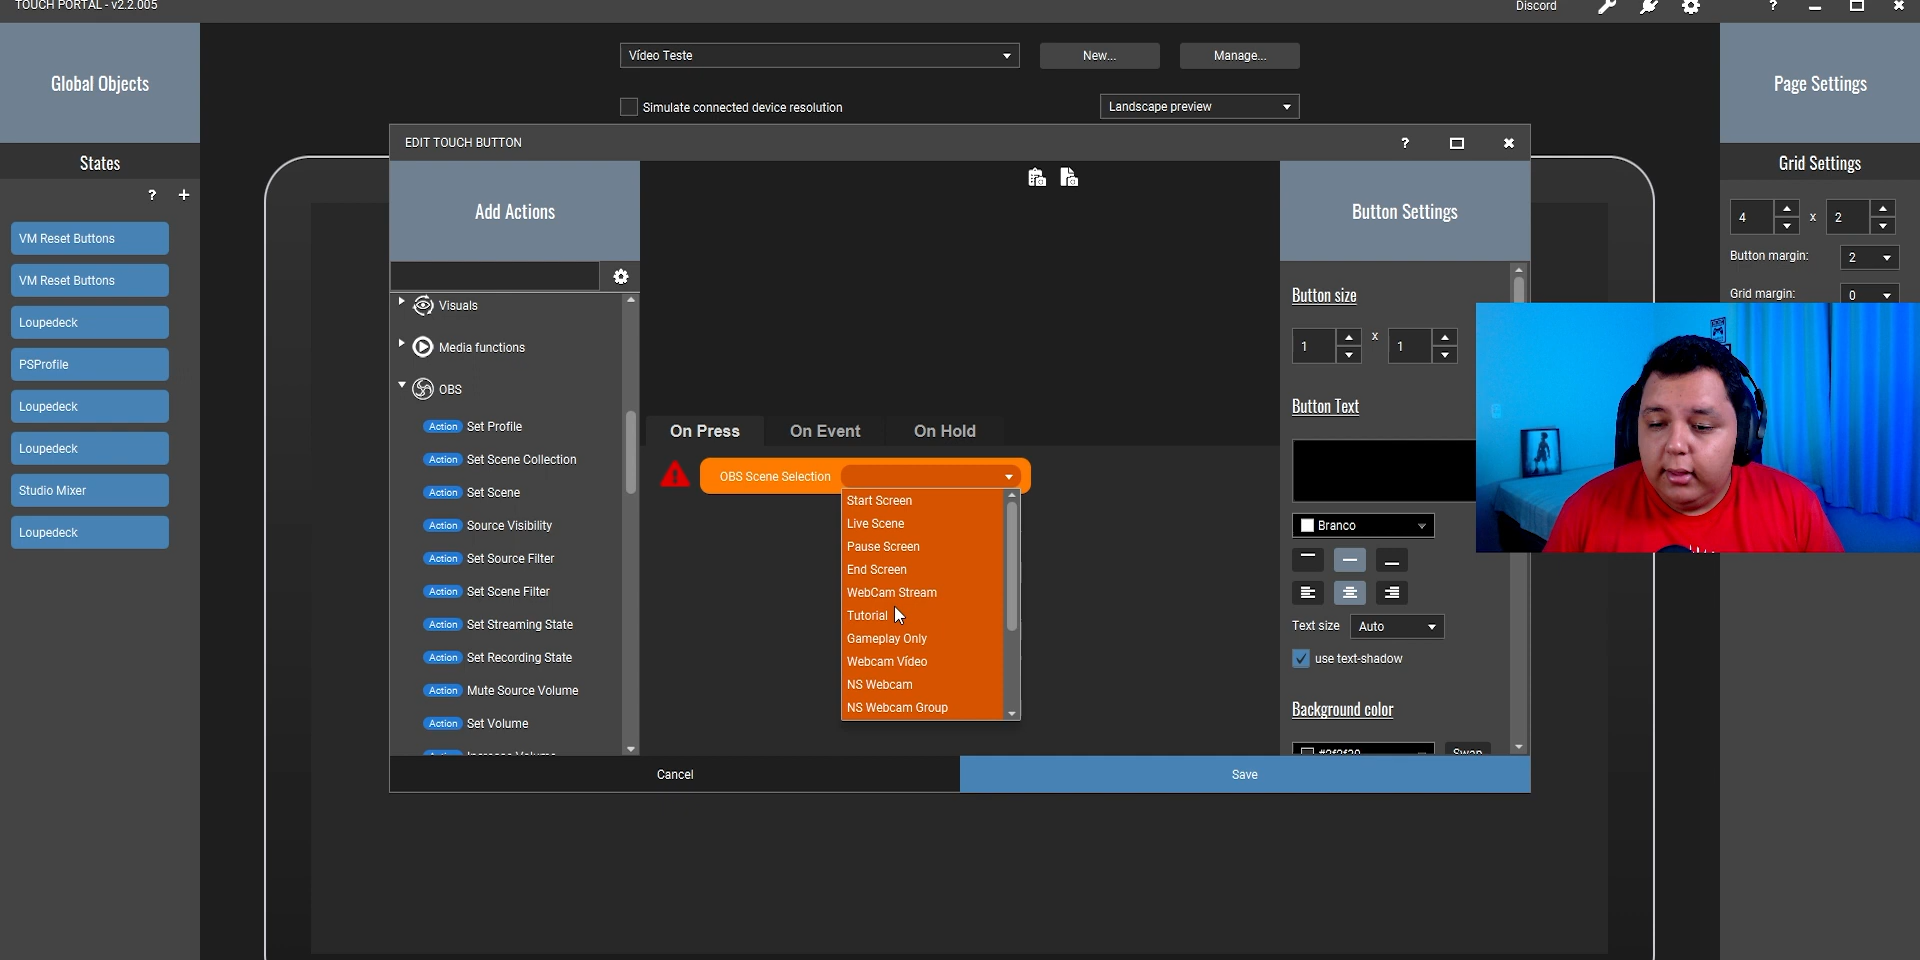 TOUCH PORTAL - v2.2.005
Discord
?
Global Objects
Vídeo Teste
New...
Manage...
Page Settings
Simulate connected device resolution
Landscape preview
States
? +
VM Reset Buttons
VM Reset Buttons
Loupedeck
PSProfile
Loupedeck
Loupedeck
Studio Mixer
Loupedeck
EDIT TOUCH BUTTON
?
Add Actions
Visuals
Media functions
OBS
Action Set Profile
Action Set Scene Collection
Action Set Scene
Action Source Visibility
Action Set Source Filter
Action Set Scene Filter
Action Set Streaming State
Action Set Recording State
Action Mute Source Volume
Action Set Volume
Action Increase Volume
On Press
On Event
On Hold
OBS Scene Selection
Start Screen
Live Scene
Pause Screen
End Screen
WebCam Stream
Tutorial
Gameplay Only
Webcam Vídeo
NS Webcam
NS Webcam Group
Button Settings
Button size
1 x 1
Button Text
Branco
Text size Auto
use text-shadow
Background color
Swap
Cancel
Save
Grid Settings
4 x 2
Button margin: 2
Grid margin: 0